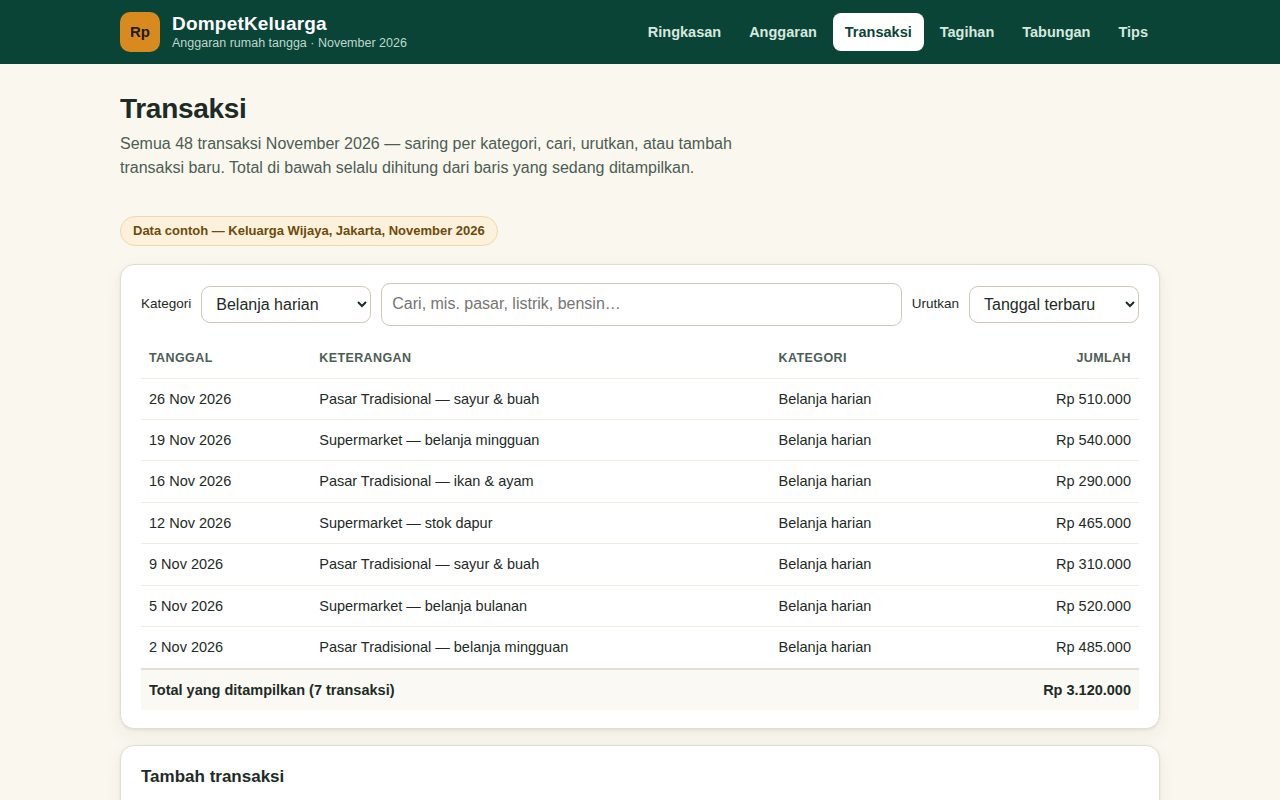 Rp
DompetKeluarga
Anggaran rumah tangga · November 2026
Ringkasan
Anggaran
Transaksi
Tagihan
Tabungan
Tips
Transaksi
Semua 48 transaksi November 2026 — saring per kategori, cari, urutkan, atau tambah
transaksi baru. Total di bawah selalu dihitung dari baris yang sedang ditampilkan.
Data contoh — Keluarga Wijaya, Jakarta, November 2026
Kategori Belanja harian Cari, mis. pasar, listrik, bensin… Urutkan Tanggal terbaru
TANGGAL KETERANGAN KATEGORI JUMLAH
26 Nov 2026 Pasar Tradisional — sayur & buah Belanja harian Rp 510.000
19 Nov 2026 Supermarket — belanja mingguan Belanja harian Rp 540.000
16 Nov 2026 Pasar Tradisional — ikan & ayam Belanja harian Rp 290.000
12 Nov 2026 Supermarket — stok dapur Belanja harian Rp 465.000
9 Nov 2026 Pasar Tradisional — sayur & buah Belanja harian Rp 310.000
5 Nov 2026 Supermarket — belanja bulanan Belanja harian Rp 520.000
2 Nov 2026 Pasar Tradisional — belanja mingguan Belanja harian Rp 485.000
Total yang ditampilkan (7 transaksi) Rp 3.120.000
Tambah transaksi